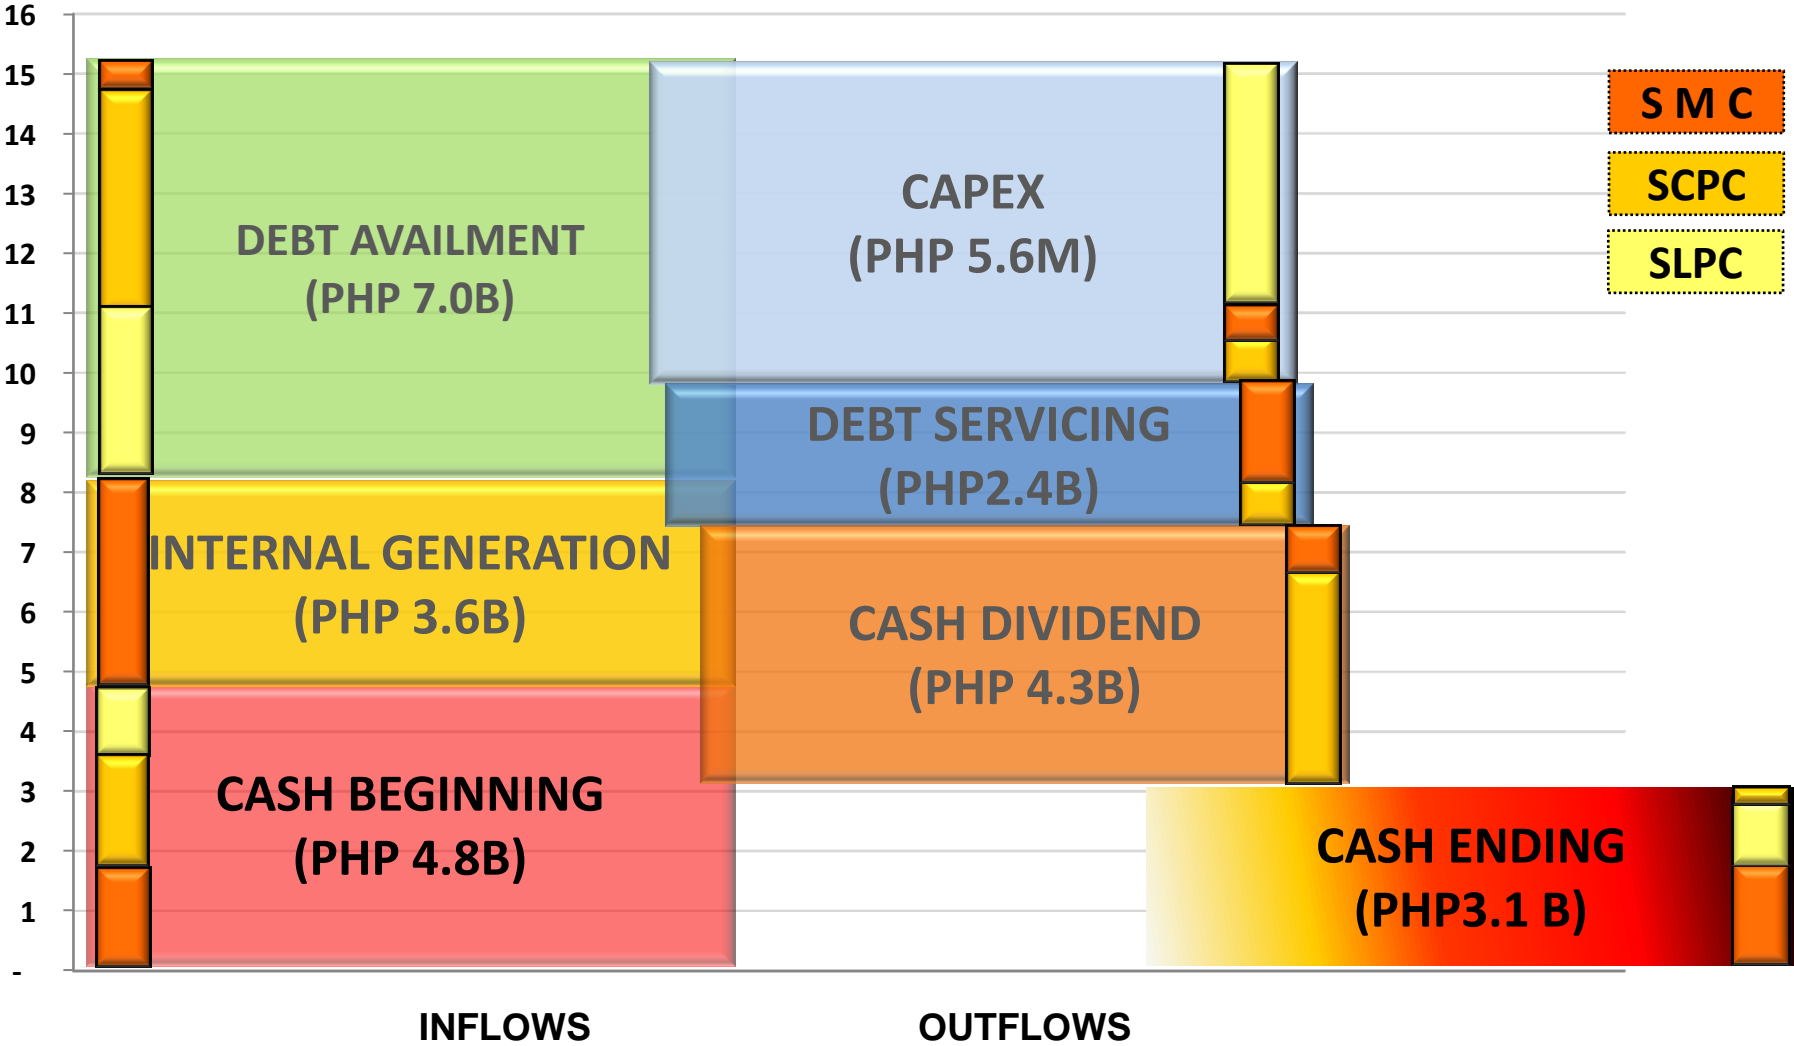 16
15
14
13
12
11
10
9
8
7
6
5
4
3
2
1
-
DEBT AVAILMENT
(PHP 7.0B)
INTERNAL GENERATION
(PHP 3.6B)
CASH BEGINNING
(PHP 4.8B)
CAPEX
(PHP 5.6M)
DEBT SERVICING
(PHP2.4B)
CASH DIVIDEND
(PHP 4.3B)
CASH ENDING
(PHP3.1 B)
S M C
SCPC
SLPC
INFLOWS
OUTFLOWS